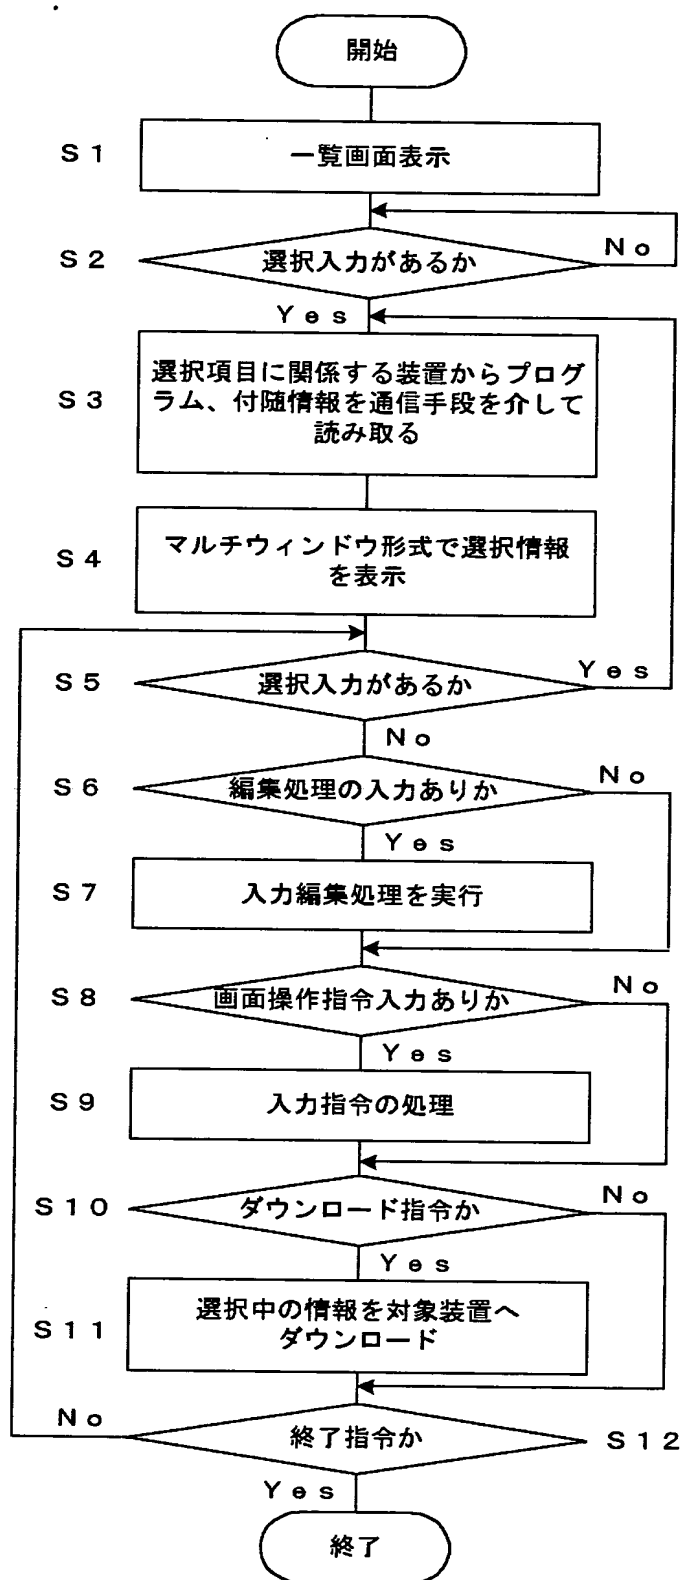 開始
S1
一覧画面表示
S2
選択入力があるか
No
Yes
S3
選択項目に関係する装置からプログ
ラム、付随情報を通信手段を介して
読み取る
S4
マルチウィンドウ形式で選択情報
を表示
S5
選択入力があるか
Yes
No
S6
編集処理の入力ありか
No
Yes
S7
入力編集処理を実行
S8
画面操作指令入力ありか
No
Yes
S9
入力指令の処理
S10
ダウンロード指令か
No
Yes
S11
選択中の情報を対象装置へ
ダウンロード
No
終了指令か
S12
Yes
終了